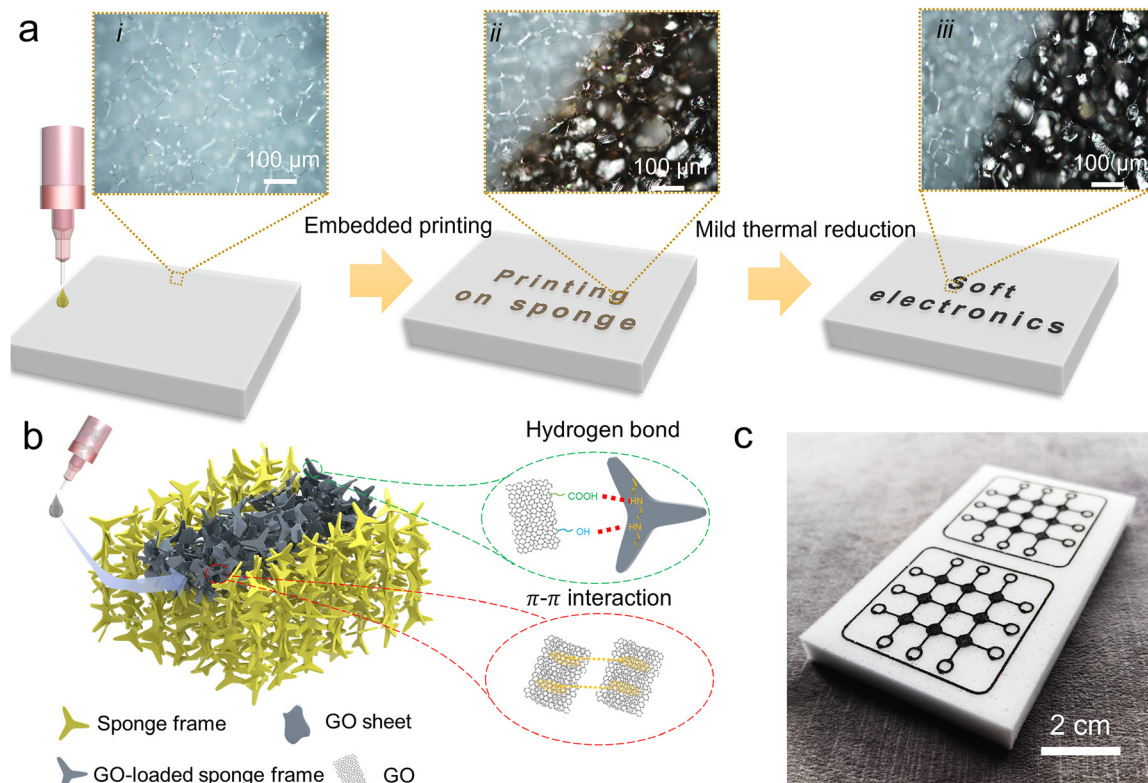 a
i
100 μm
ii
100 μm
iii
100 μm
Embedded printing
Mild thermal reduction
Printing
on sponge
Soft
electronics
b
Hydrogen bond
COOH
HN
OH
HN
π-π interaction
Sponge frame
GO sheet
GO-loaded sponge frame
GO
c
2 cm